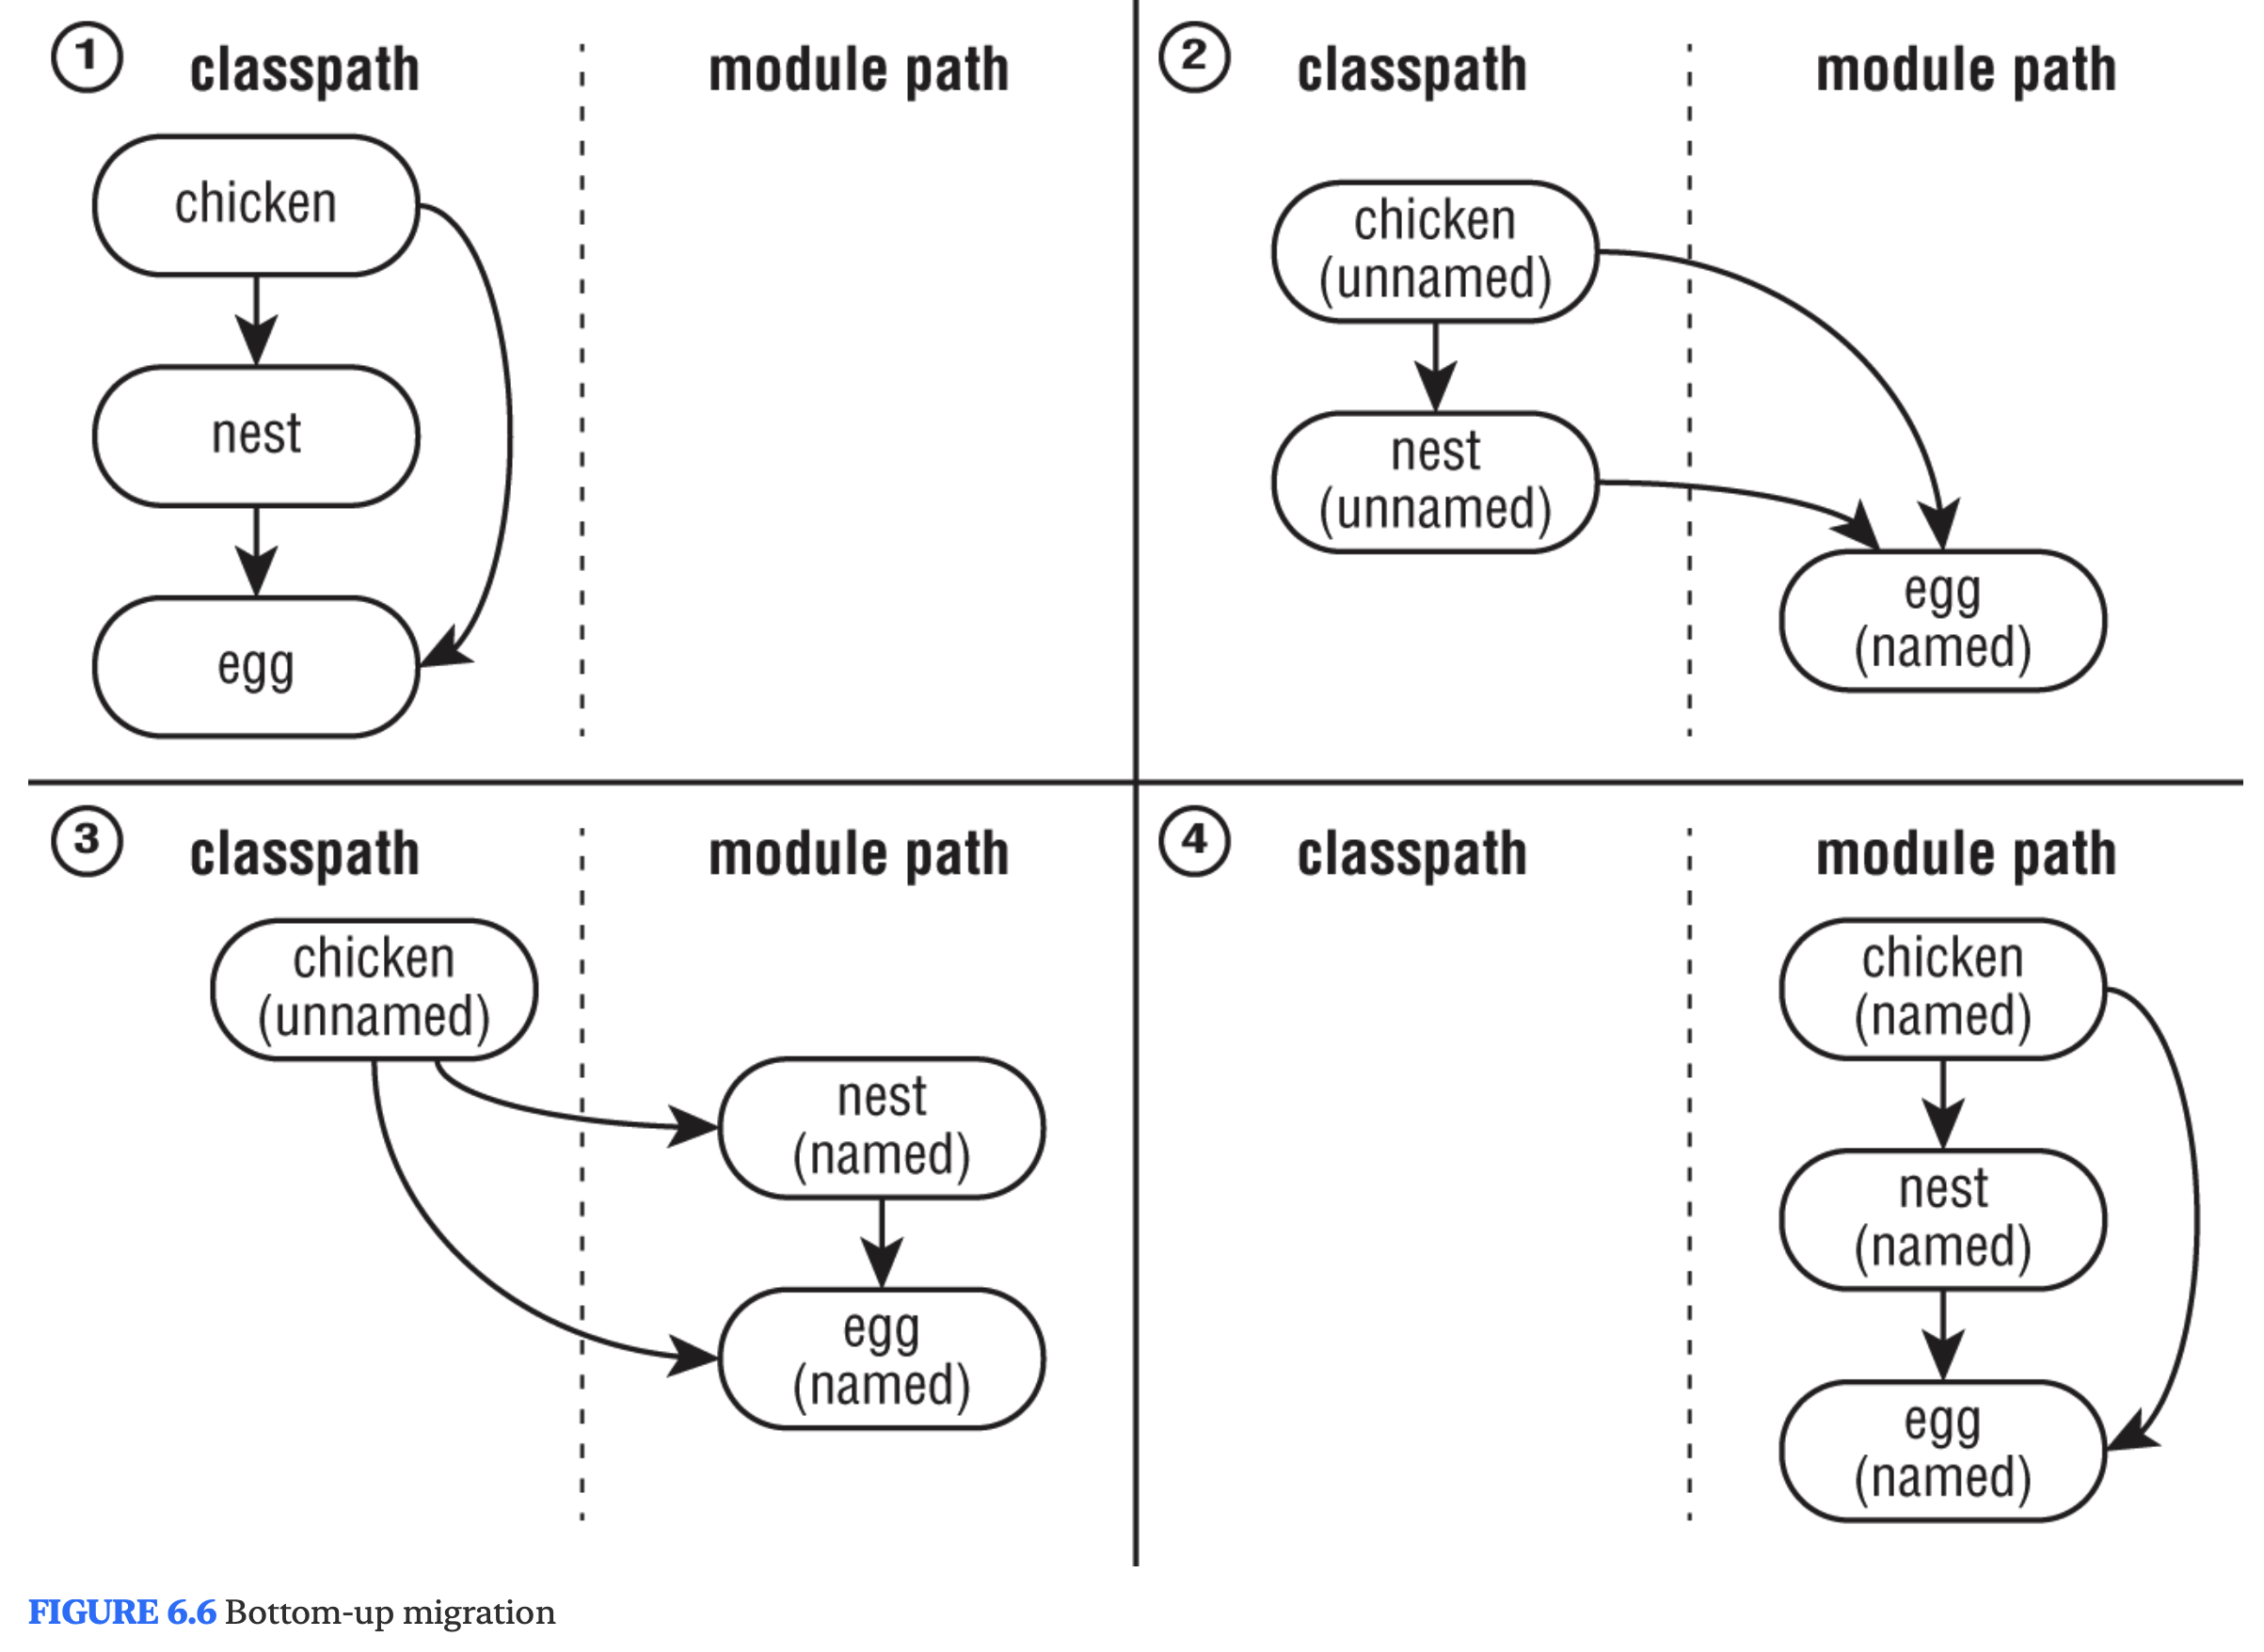 1
classpath
module path
chicken
nest
egg
2
classpath
module path
chicken
(unnamed)
nest
(unnamed)
egg
(named)
3
classpath
module path
chicken
(unnamed)
nest
(named)
egg
(named)
4
classpath
module path
chicken
(named)
nest
(named)
egg
(named)
FIGURE 6.6 Bottom-up migration